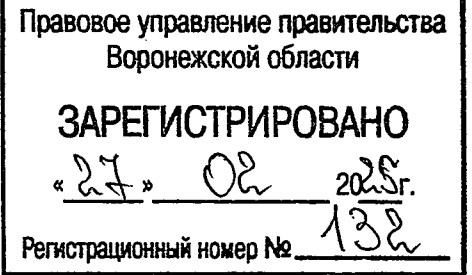 Правовое управление правительства
Воронежской области
ЗАРЕГИСТРИРОВАНО
« 27 » 02 2025г.
Регистрационный номер № 132